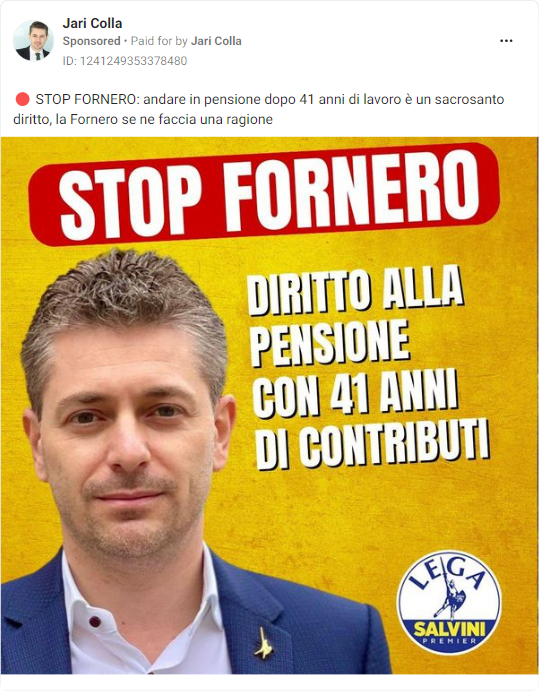 Jari Colla
Sponsored • Paid for by Jari Colla
ID: 1241249353378480
🔴 STOP FORNERO: andare in pensione dopo 41 anni di lavoro è un sacrosanto
diritto, la Fornero se ne faccia una ragione
STOP FORNERO
DIRITTO ALLA
PENSIONE
CON 41 ANNI
DI CONTRIBUTI
LEGA
SALVINI
PREMIER